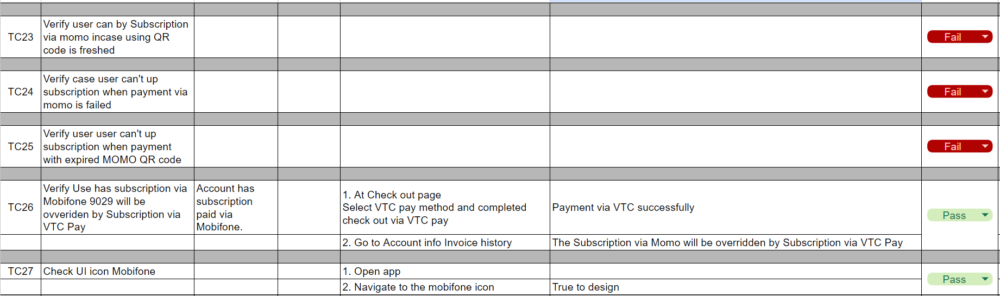 TC23
Verify user can by Subscription
via momo incase using QR
code is freshed
Fail
TC24
Verify case user can't up
subscription when payment via
momo is failed
Fail
TC25
Verify user user can't up
subscription when payment
with expired MOMO QR code
Fail
TC26
Verify Use has subscription via
Mobifone 9029 will be
ovveriden by Subscription via
VTC Pay
Account has
subscription
paid via
Mobifone.
1. At Check out page
Select VTC pay method and completed
check out via VTC pay
Payment via VTC successfully
Pass
2. Go to Account info Invoice history
The Subscription via Momo will be overridden by Subscription via VTC Pay
TC27
Check UI icon Mobifone
1. Open app
Pass
2. Navigate to the mobifone icon
True to design